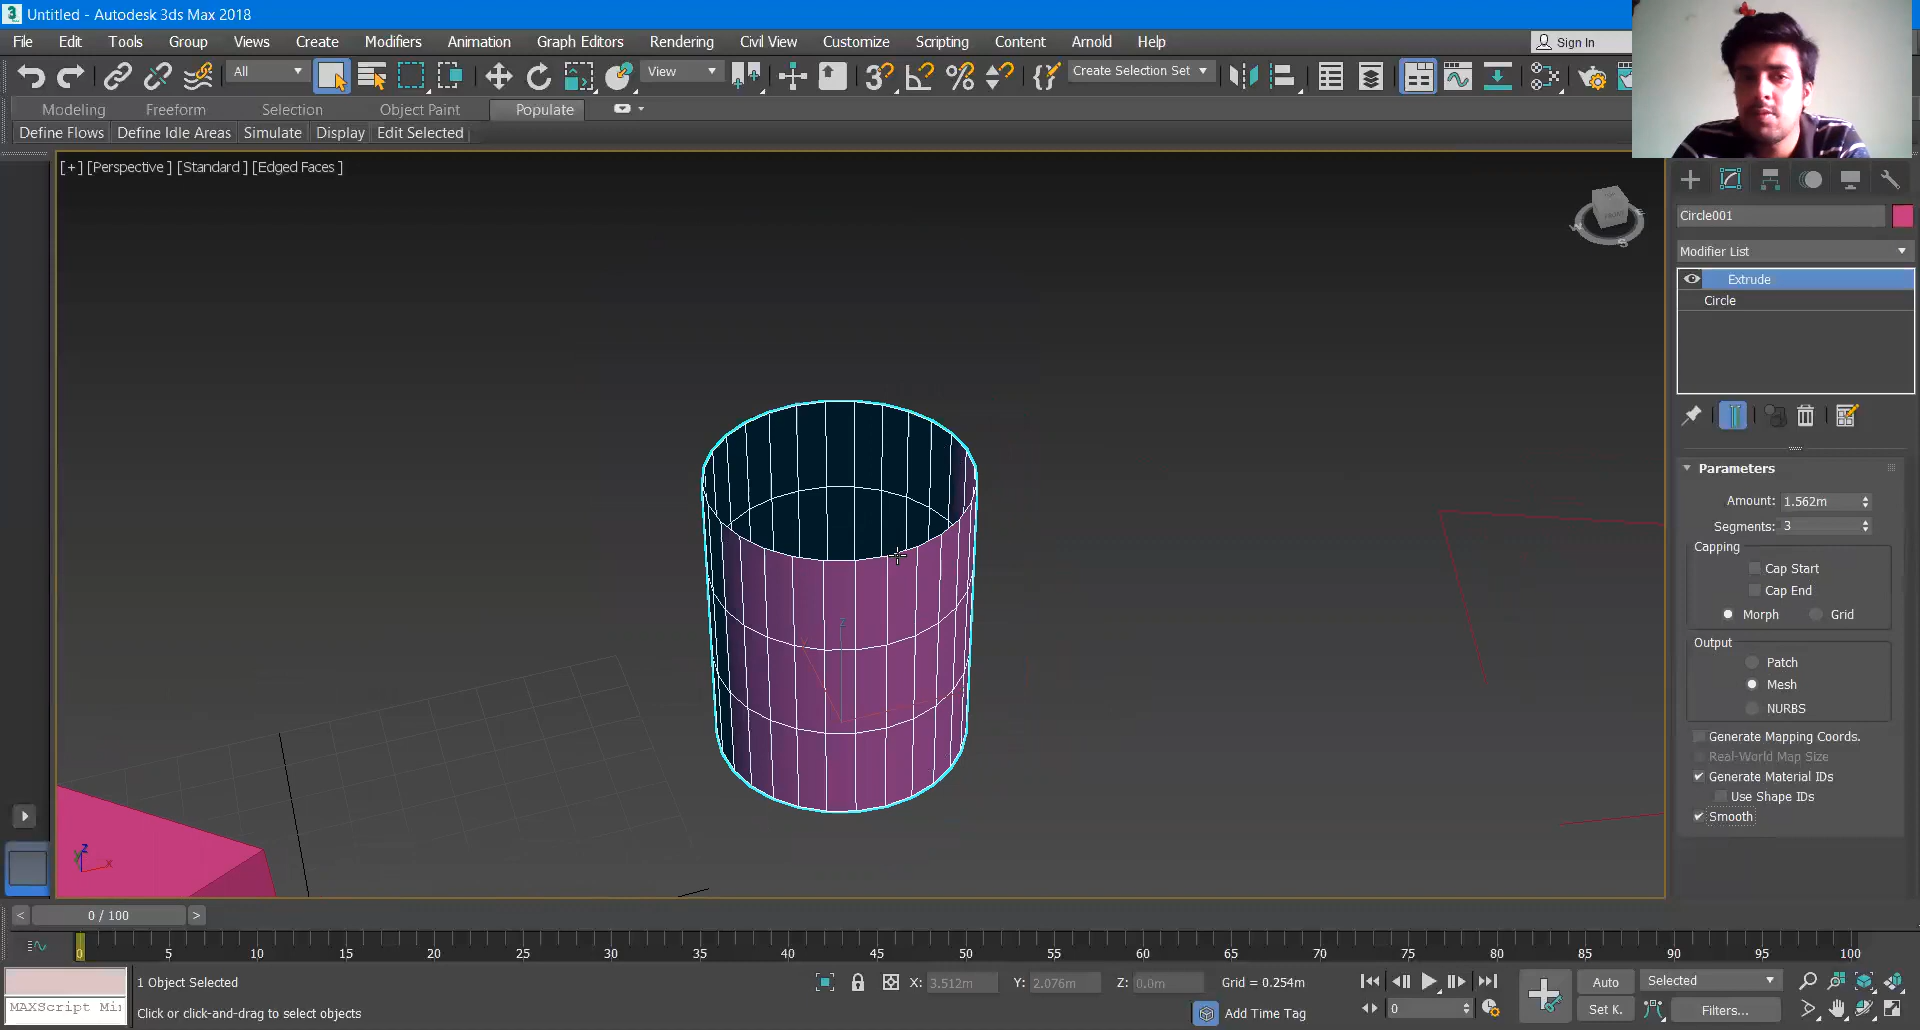 Untitled - Autodesk 3ds Max 2018
File Edit Tools Group Views Create Modifiers Animation Graph Editors Rendering Civil View Customize Scripting Content Arnold Help Sign In
All View Create Selection Set
Modeling Freeform Selection Object Paint Populate
Define Flows Define Idle Areas Simulate Display Edit Selected
[+] [Perspective] [Standard] [Edged Faces]
FRONT
W S
Circle001
Modifier List
Extrude
Circle
Parameters
Amount: 1.562m
Segments: 3
Capping
Cap Start
Cap End
Morph Grid
Output
Patch
Mesh
NURBS
Generate Mapping Coords.
Real-World Map Size
Generate Material IDs
Use Shape IDs
Smooth
z
x
< 0 / 100 >
0 5 10 15 20 25 30 35 40 45 50 55 60 65 70 75 80 85 90 95 100
1 Object Selected X: 3.512m Y: 2.076m Z: 0.0m Grid = 0.254m Auto Selected
MAXScript Mi Click or click-and-drag to select objects Add Time Tag 0 Set K. Filters...